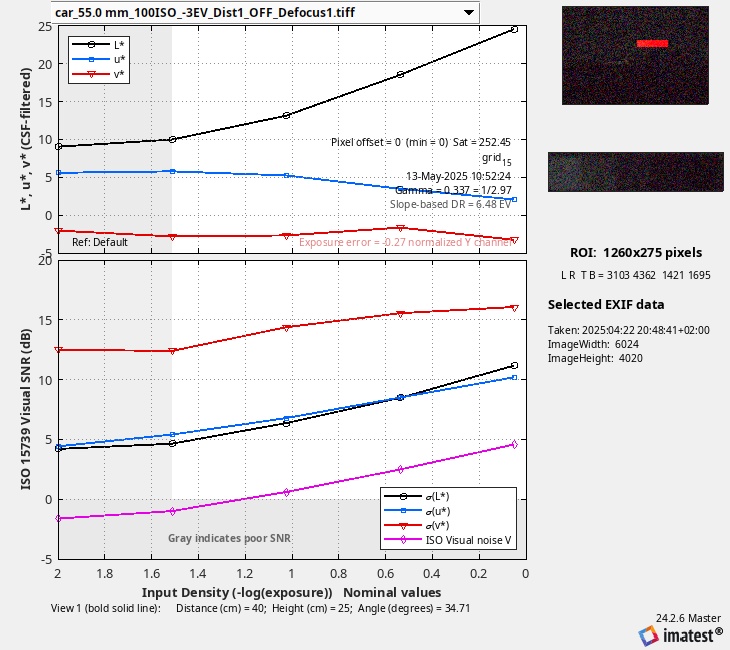 car_55.0 mm_100ISO_-3EV_Dist1_OFF_Defocus1.tiff
L*, u*, v* (CSF-filtered)
25
20
15
10
5
0
-5
L*
u*
v*
Pixel offset = 0 (min = 0) Sat = 252.45
grid15
13-May-2025 10:52:24
Gamma = 0.337 = 1/2.97
Slope-based DR = 6.48 EV
Ref: Default
Exposure error = -0.27 normalized Y channel
ISO 15739 Visual SNR (dB)
20
15
10
5
0
-5
σ(L*)
σ(u*)
σ(v*)
ISO Visual noise V
Gray indicates poor SNR
2 1.8 1.6 1.4 1.2 1 0.8 0.6 0.4 0.2 0
Input Density (-log(exposure)) Nominal values
View 1 (bold solid line): Distance (cm) = 40; Height (cm) = 25; Angle (degrees) = 34.71
ROI: 1260x275 pixels
L R T B = 3103 4362 1421 1695
Selected EXIF data
Taken: 2025:04:22 20:48:41+02:00
ImageWidth: 6024
ImageHeight: 4020
24.2.6 Master
imatest®